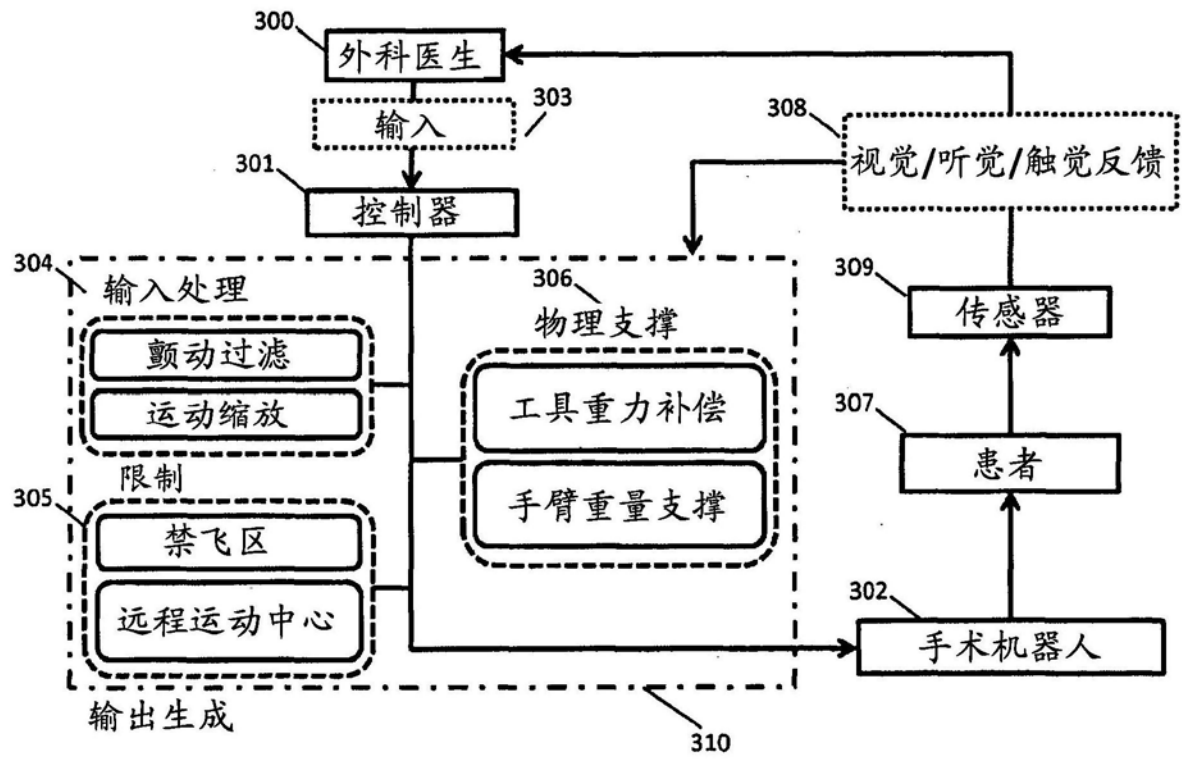 300
外科医生
303
输入
308
301
视觉/听觉/触觉反馈
控制器
304
输入处理
306
309
物理支撑
传感器
颤动过滤
运动缩放
工具重力补偿
307
患者
限制
305
手臂重量支撑
禁飞区
302
远程运动中心
手术机器人
输出生成
310